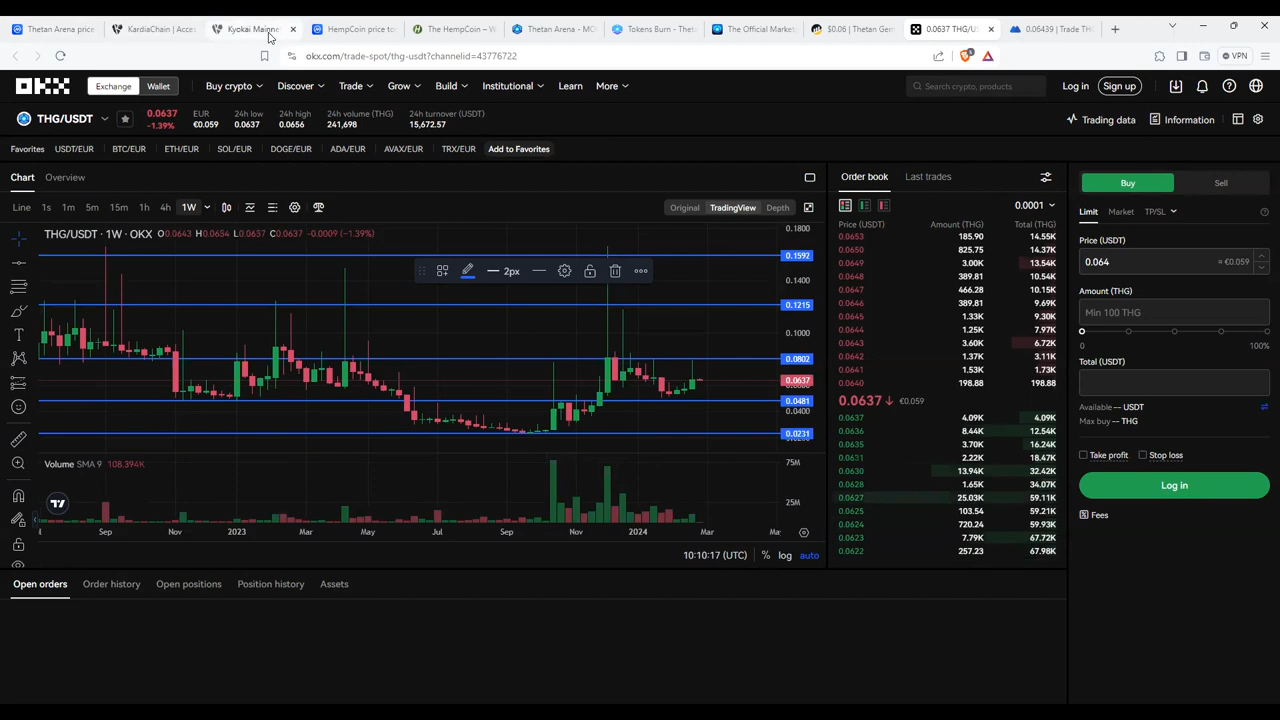 Thetan Arena price
KardiaChain | Acces
Kyokai Mainne
HempCoin price to
The HempCoin – W
Thetan Arena – MO
Tokens Burn - Theta
The Official Marketp
$0.06 | Thetan Gem
0.0637 THG/US
0.06439 | Trade TH
okx.com/trade-spot/thg-usdt?channelid=43776722
VPN
OKX
Exchange Wallet Buy crypto Discover Trade Grow Build Institutional Learn More
Search crypto, products
Log in Sign up
THG/USDT
0.0637
-1.39%
EUR
€0.059
24h low
0.0637
24h high
0.0656
24h volume (THG)
241,698
24h turnover (USDT)
15,672.57
Trading data Information
Favorites USDT/EUR BTC/EUR ETH/EUR SOL/EUR DOGE/EUR ADA/EUR AVAX/EUR TRX/EUR Add to Favorites
Chart Overview
Line 1s 1m 5m 15m 1h 4h 1W
Original TradingView Depth
THG/USDT · 1W · OKX O0.0643 H0.0654 L0.0637 C0.0637 -0.0009 (-1.39%)
2px
0.1800
0.1592
0.1400
0.1215
0.1000
0.0802
0.0637
0.0481
0.0400
0.0231
Volume SMA 9 108.394K
75M
25M
Sep Nov 2023 Mar May Jul Sep Nov 2024 Mar
10:10:17 (UTC) % log auto
Order book Last trades
0.0001
Price (USDT) Amount (THG) Total (THG)
0.0653 185.90 14.55K
0.0650 825.75 14.37K
0.0649 3.00K 13.54K
0.0648 389.81 10.54K
0.0647 466.28 10.15K
0.0646 389.81 9.69K
0.0645 1.33K 9.30K
0.0644 1.25K 7.97K
0.0643 3.60K 6.72K
0.0642 1.37K 3.11K
0.0641 1.53K 1.73K
0.0640 198.88 198.88
0.0637 €0.059
0.0637 4.09K 4.09K
0.0636 8.44K 12.54K
0.0635 3.70K 16.24K
0.0631 2.22K 18.47K
0.0630 13.94K 32.42K
0.0628 1.65K 34.07K
0.0627 25.03K 59.11K
0.0625 103.54 59.21K
0.0624 720.24 59.93K
0.0623 7.79K 67.72K
0.0622 257.23 67.98K
Buy Sell
Limit Market TP/SL
Price (USDT)
0.064 ≈ €0.059
Amount (THG)
Min 100 THG
0 100%
Total (USDT)
Available -- USDT
Max buy -- THG
Take profit Stop loss
Log in
Fees
Open orders Order history Open positions Position history Assets